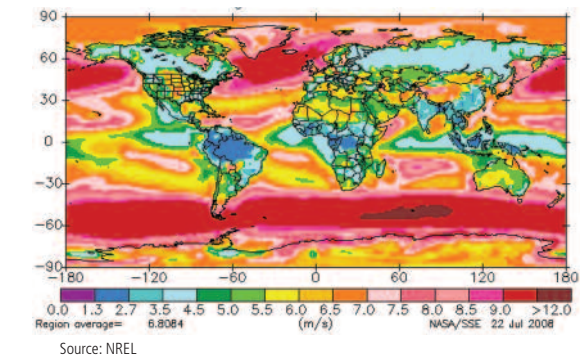 90
60
30
0
−30
−60
−90
−180 −120 −60 0 60 120 180
0.0 1.3 2.7 3.5 4.5 5.0 5.5 6.0 6.5 7.0 7.5 8.0 8.5 9.0 >12.0
Region average= 6.8084 (m/s) NASA/SSE 22 Jul 2008
Source: NREL